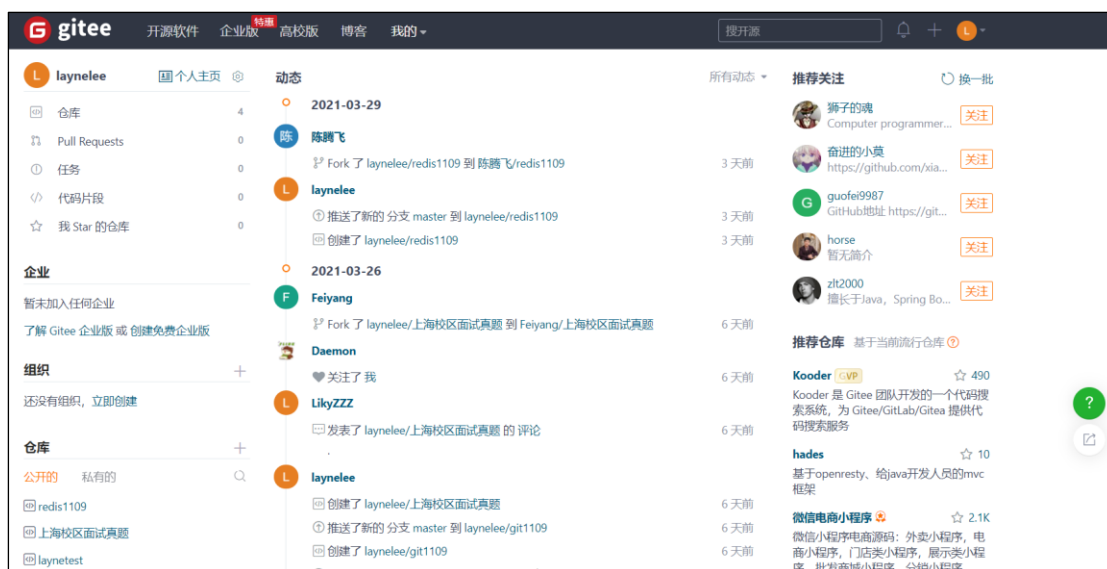 gitee 开源软件 企业版 特惠 高校版 博客 我的 搜开源 L
L laynelee 个人主页
仓库 4
Pull Requests 0
任务 0
代码片段 0
我 Star 的仓库 0
企业
暂未加入任何企业
了解 Gitee 企业版 或 创建免费企业版
组织
还没有组织，立即创建
仓库
公开的 私有的
redis1109
上海校区面试真题
laynetest
动态 所有动态
2021-03-29
陈 陈腾飞
Fork 了 laynelee/redis1109 到 陈腾飞/redis1109 3 天前
L laynelee
推送了新的 分支 master 到 laynelee/redis1109 3 天前
创建了 laynelee/redis1109 3 天前
2021-03-26
F Feiyang
Fork 了 laynelee/上海校区面试真题 到 Feiyang/上海校区面试真题 6 天前
Daemon
关注了 我 6 天前
L LikyZZZ
发表了 laynelee/上海校区面试真题 的 评论 6 天前
.
L laynelee
创建了 laynelee/上海校区面试真题 6 天前
推送了新的 分支 master 到 laynelee/git1109 6 天前
创建了 laynelee/git1109 6 天前
推荐关注 换一批
狮子的魂 关注
Computer programmer...
奋进的小莫 关注
https://github.com/xia...
G guofei9987 关注
GitHub地址 https://git...
horse 关注
暂无简介
zlt2000 关注
擅长于Java，Spring Bo...
推荐仓库 基于当前流行仓库 ?
Kooder GVP 490
Kooder 是 Gitee 团队开发的一个代码搜
索系统，为 Gitee/GitLab/Gitea 提供代
码搜索服务
hades 10
基于openresty、给java开发人员的mvc
框架
微信电商小程序 2.1K
微信小程序电商源码：外卖小程序，电
商小程序，门店类小程序，展示类小程
序，批发商城小程序，分销小程序
?